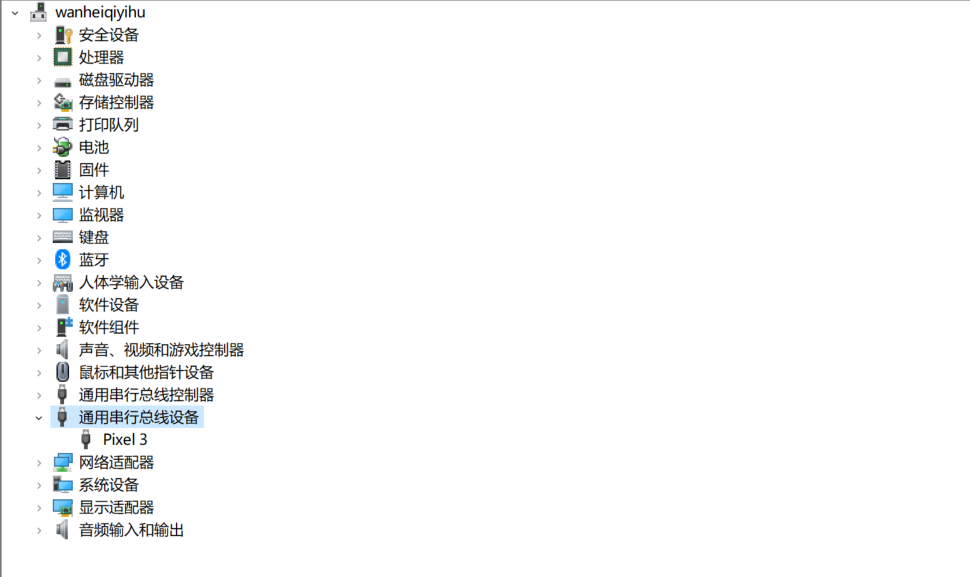 wanheiqiyihu
安全设备
处理器
磁盘驱动器
存储控制器
打印队列
电池
固件
计算机
监视器
键盘
蓝牙
人体学输入设备
软件设备
软件组件
声音、视频和游戏控制器
鼠标和其他指针设备
通用串行总线控制器
通用串行总线设备
Pixel 3
网络适配器
系统设备
显示适配器
音频输入和输出